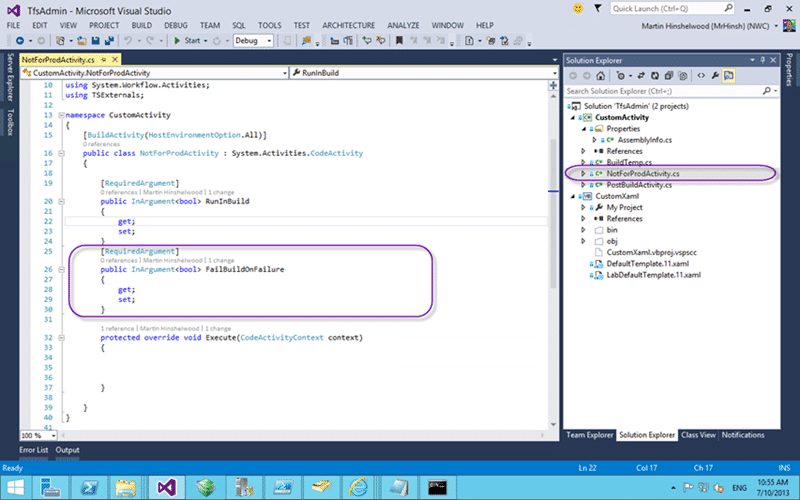 TfsAdmin - Microsoft Visual Studio
Quick Launch (Ctrl+Q)
FILE EDIT VIEW PROJECT BUILD DEBUG TEAM SQL TOOLS TEST ARCHITECTURE ANALYZE WINDOW HELP
Martin Hinshelwood (MrHinsh) (NWC)
Start Debug
Server Explorer
Toolbox
NotForProdActivity.cs
CustomActivity.NotForProdActivity RunInBuild
10 using System.Workflow.Activities;
11 using TSExternals;
12
13 namespace CustomActivity
14 {
15 [BuildActivity(HostEnvironmentOption.All)]
0 references
16 public class NotForProdActivity : System.Activities.CodeActivity
17 {
18
19 [RequiredArgument]
0 references | Martin Hinshelwood | 1 change
20 public InArgument<bool> RunInBuild
21 {
22 get;
23 set;
24 }
25 [RequiredArgument]
0 references | Martin Hinshelwood | 1 change
26 public InArgument<bool> FailBuildOnFailure
27 {
28 get;
29 set;
30 }
31
1 reference | Martin Hinshelwood | 1 change
32 protected override void Execute(CodeActivityContext context)
33 {
34
35
36
37 }
38
39 }
40 }
41
100 %
Error List Output
Solution Explorer
Search Solution Explorer (Ctrl+;)
Solution 'TfsAdmin' (2 projects)
CustomActivity
Properties
AssemblyInfo.cs
References
BuildTemp.cs
NotForProdActivity.cs
PostBuildActivity.cs
CustomXaml
My Project
References
bin
obj
CustomXaml.vbproj.vspscc
DefaultTemplate.11.xaml
LabDefaultTemplate.11.xaml
Team Explorer Solution Explorer Class View Notifications
Properties
Ready Ln 22 Col 17 Ch 17 INS
ENG
10:55 AM
7/10/2013